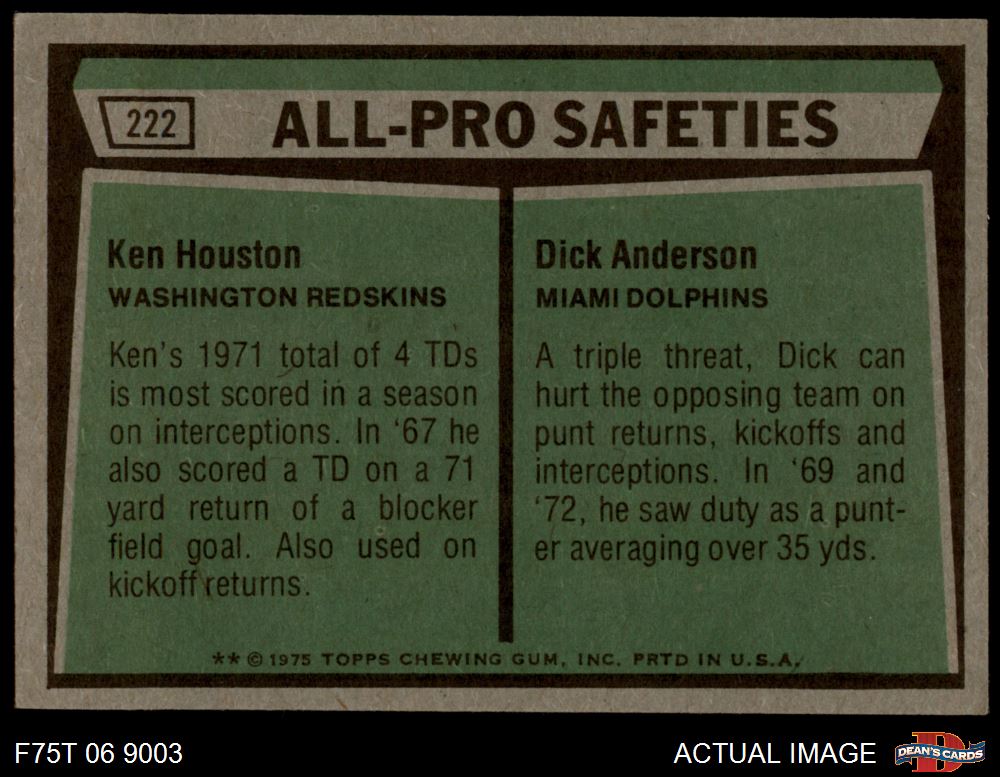 222
ALL-PRO SAFETIES
Ken Houston
WASHINGTON REDSKINS
Ken's 1971 total of 4 TDs
is most scored in a season
on interceptions. In '67 he
also scored a TD on a 71
yard return of a blocker
field goal. Also used on
kickoff returns.
Dick Anderson
MIAMI DOLPHINS
A triple threat, Dick can
hurt the opposing team on
punt returns, kickoffs and
interceptions. In '69 and
'72, he saw duty as a punt-
er averaging over 35 yds.
** © 1975 TOPPS CHEWING GUM, INC. PRTD IN U.S.A.
F75T 06 9003
ACTUAL IMAGE
D
DEAN'S CARDS